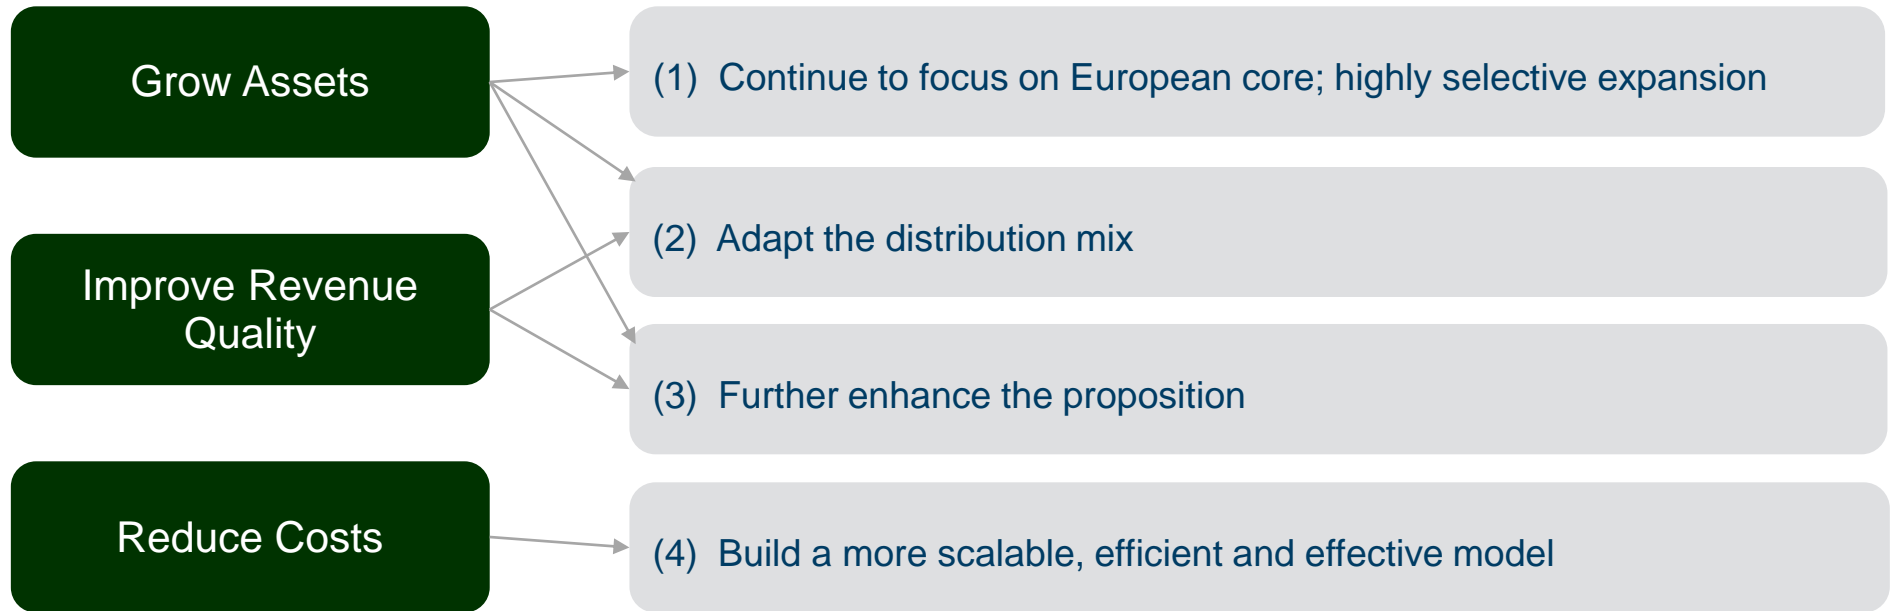 Grow Assets
(1) Continue to focus on European core; highly selective expansion
(2) Adapt the distribution mix
Improve Revenue
Quality
(3) Further enhance the proposition
Reduce Costs
(4) Build a more scalable, efficient and effective model